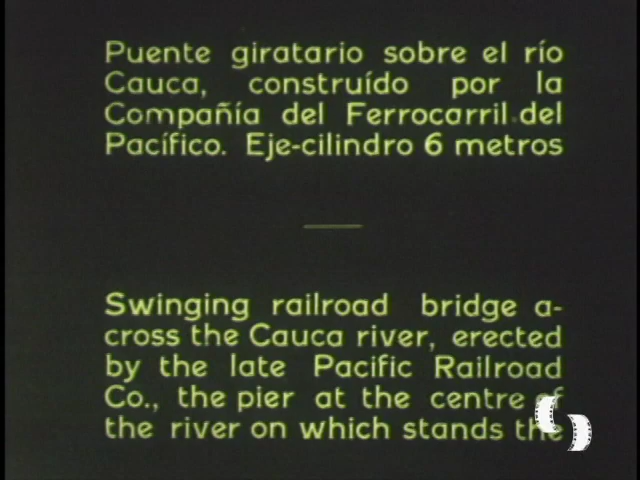 Puente giratario sobre el río
Cauca, construído por la
Compañía del Ferrocarril del
Pacífico. Eje-cilindro 6 metros
Swinging railroad bridge a-
cross the Cauca river, erected
by the late Pacific Railroad
Co., the pier at the centre of
the river on which stands the